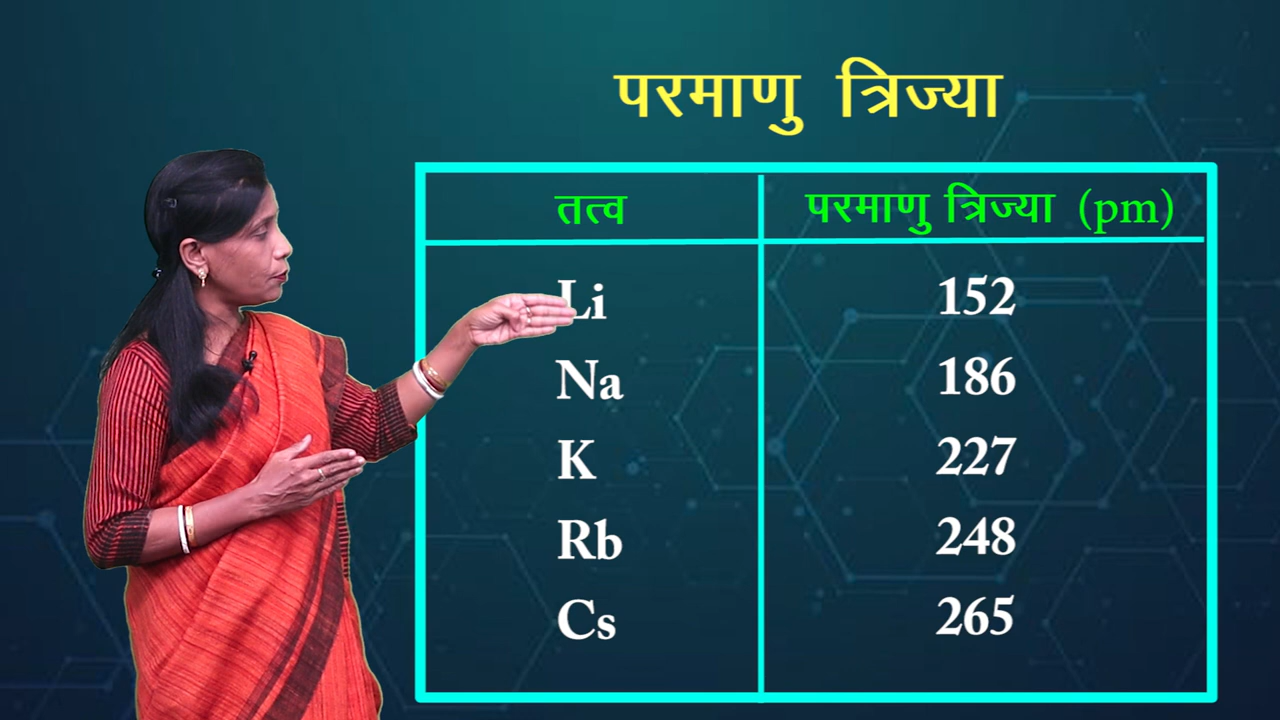 परमाणु त्रिज्या
तत्व परमाणु त्रिज्या (pm)
Li 152
Na 186
K 227
Rb 248
Cs 265